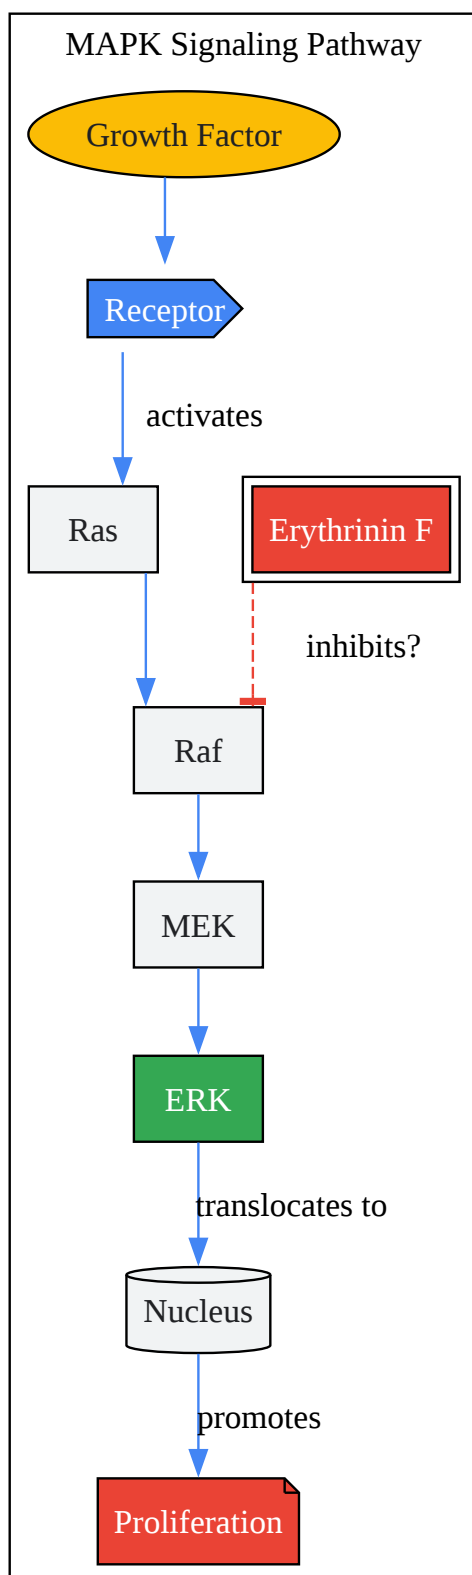 MAPK Signaling Pathway
Growth Factor
Receptor
activates
Ras
Erythrinin F
inhibits?
Raf
MEK
ERK
translocates to
Nucleus
promotes
Proliferation